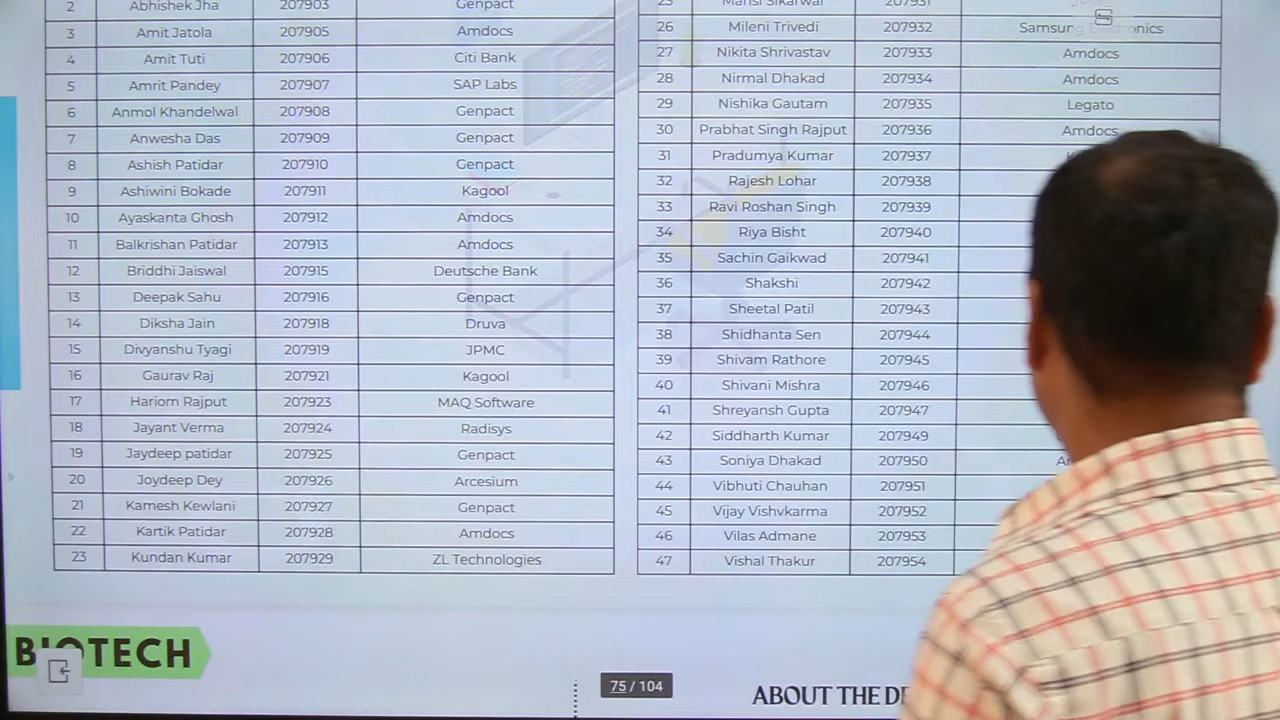 2 Abhishek Jha 207903 Genpact
3 Amit Jatola 207905 Amdocs
4 Amit Tuti 207906 Citi Bank
5 Amrit Pandey 207907 SAP Labs
6 Anmol Khandelwal 207908 Genpact
7 Anwesha Das 207909 Genpact
8 Ashish Patidar 207910 Genpact
9 Ashiwini Bokade 207911 Kagool
10 Ayaskanta Ghosh 207912 Amdocs
11 Balkrishan Patidar 207913 Amdocs
12 Briddhi Jaiswal 207915 Deutsche Bank
13 Deepak Sahu 207916 Genpact
14 Diksha Jain 207918 Druva
15 Divyanshu Tyagi 207919 JPMC
16 Gaurav Raj 207921 Kagool
17 Hariom Rajput 207923 MAQ Software
18 Jayant Verma 207924 Radisys
19 Jaydeep patidar 207925 Genpact
20 Joydeep Dey 207926 Arcesium
21 Kamesh Kewlani 207927 Genpact
22 Kartik Patidar 207928 Amdocs
23 Kundan Kumar 207929 ZL Technologies
25 Mansi Sikarwar 207931
26 Mileni Trivedi 207932 Samsung Electronics
27 Nikita Shrivastav 207933 Amdocs
28 Nirmal Dhakad 207934 Amdocs
29 Nishika Gautam 207935 Legato
30 Prabhat Singh Rajput 207936 Amdocs
31 Pradumya Kumar 207937
32 Rajesh Lohar 207938
33 Ravi Roshan Singh 207939
34 Riya Bisht 207940
35 Sachin Gaikwad 207941
36 Shakshi 207942
37 Sheetal Patil 207943
38 Shidhanta Sen 207944
39 Shivam Rathore 207945
40 Shivani Mishra 207946
41 Shreyansh Gupta 207947
42 Siddharth Kumar 207949
43 Soniya Dhakad 207950
44 Vibhuti Chauhan 207951
45 Vijay Vishvkarma 207952
46 Vilas Admane 207953
47 Vishal Thakur 207954
BIOTECH
75 / 104
ABOUT THE